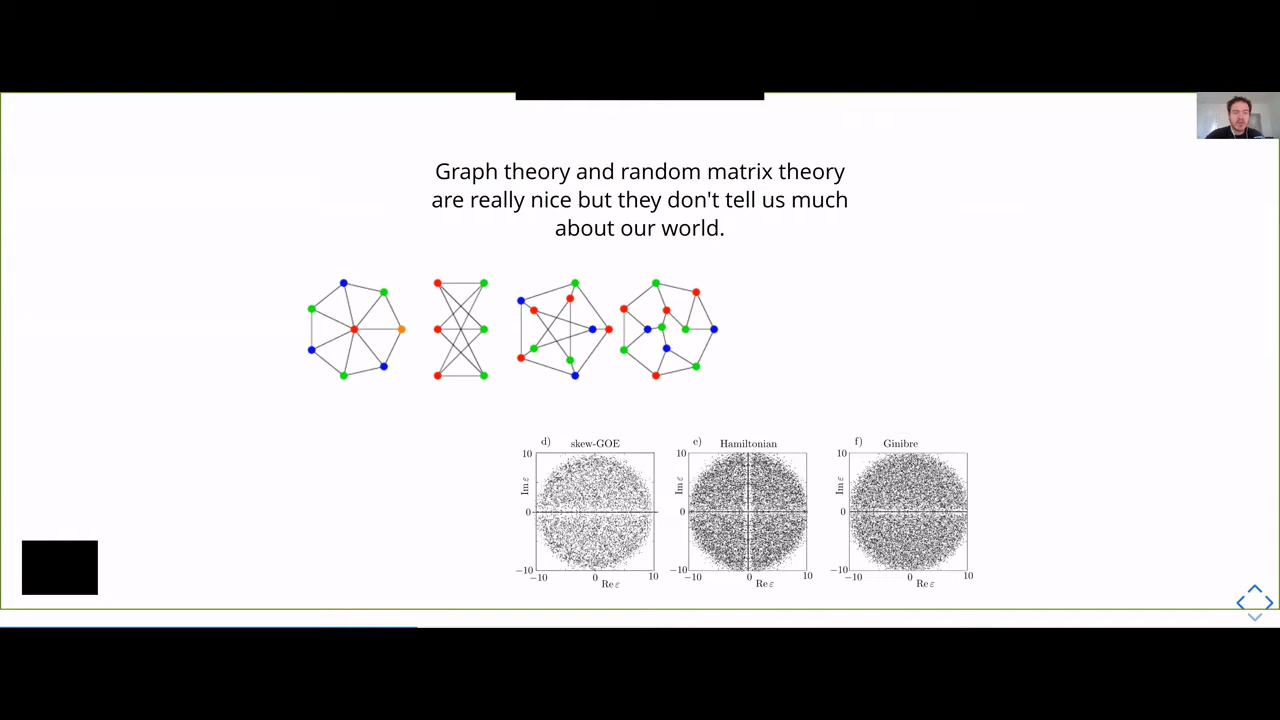 Graph theory and random matrix theory
are really nice but they don't tell us much
about our world.
d) skew-GOE
10
Im ε
0
−10
−10 0 10
Re ε
e) Hamiltonian
10
Im ε
0
−10
−10 0 10
Re ε
f) Ginibre
10
Im ε
0
−10
−10 0 10
Re ε